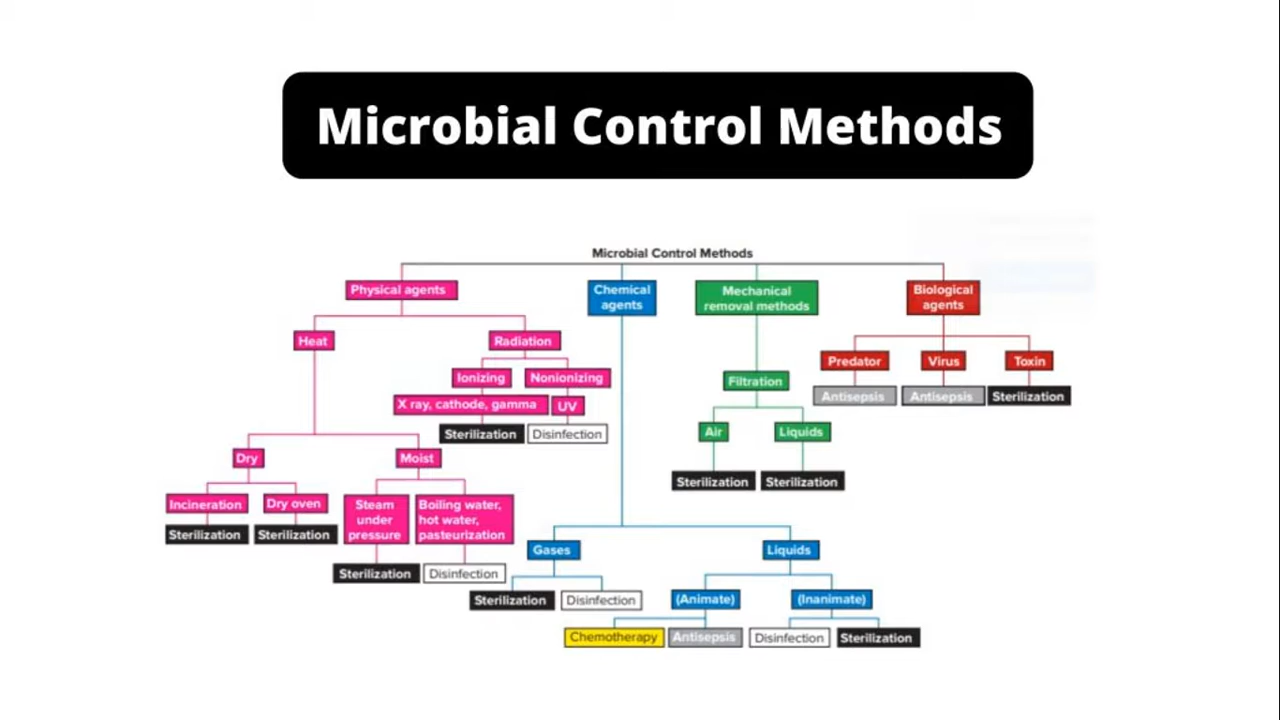 Microbial Control Methods
Microbial Control Methods
Physical agents
Chemical
agents
Mechanical
removal methods
Biological
agents
Heat
Radiation
Predator
Virus
Toxin
Ionizing
Nonionizing
Filtration
Antisepsis
Antisepsis
Sterilization
X ray, cathode, gamma
UV
Sterilization
Disinfection
Air
Liquids
Dry
Moist
Sterilization
Sterilization
Incineration
Dry oven
Steam
under
pressure
Boiling water,
hot water,
pasteurization
Sterilization
Sterilization
Gases
Liquids
Sterilization
Disinfection
Sterilization
Disinfection
(Animate)
(Inanimate)
Chemotherapy
Antisepsis
Disinfection
Sterilization